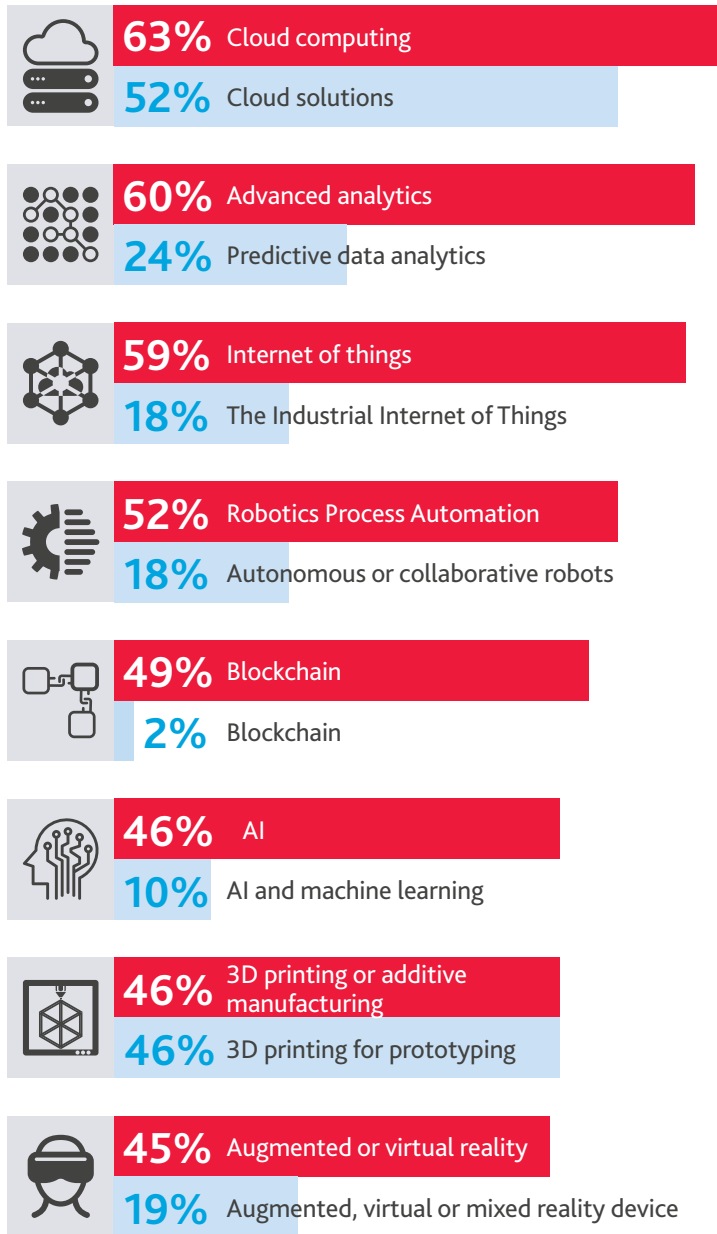 63% Cloud computing
52% Cloud solutions
60% Advanced analytics
24% Predictive data analytics
59% Internet of things
18% The Industrial Internet of Things
52% Robotics Process Automation
18% Autonomous or collaborative robots
49% Blockchain
2% Blockchain
46% AI
10% AI and machine learning
46% 3D printing or additive
manufacturing
46% 3D printing for prototyping
45% Augmented or virtual reality
19% Augmented, virtual or mixed reality device